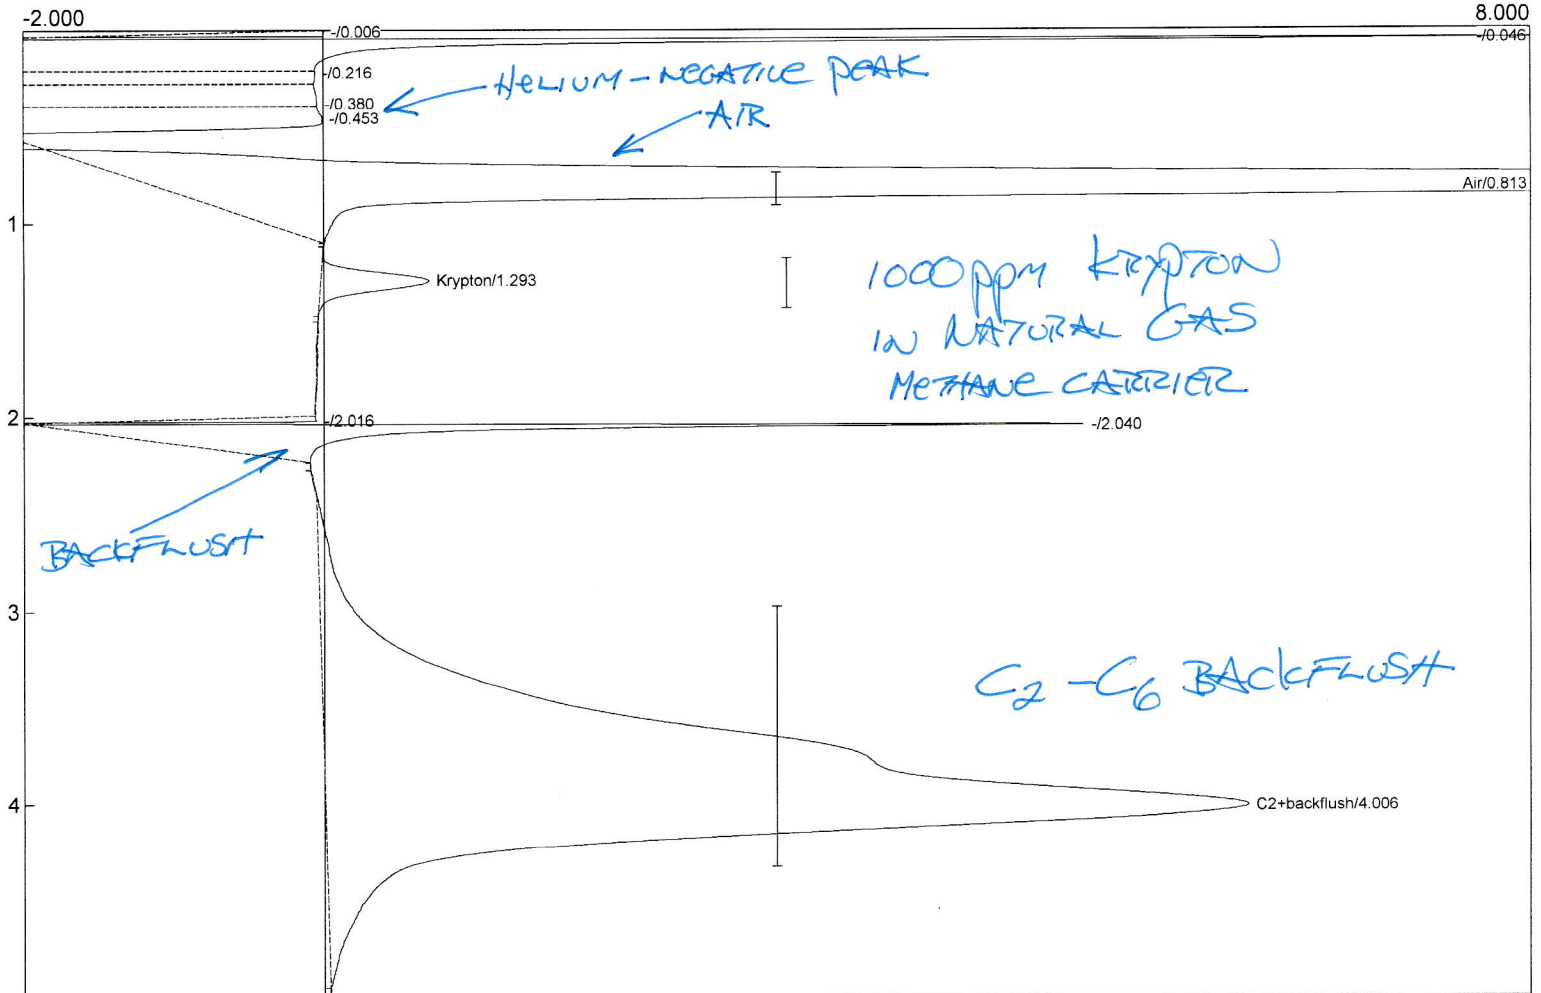 -2.000 8.000
-/0.006
-/0.046
-/0.216
HELIUM - NEGATIVE PEAK
-/0.380
AIR
-/0.453
Air/0.813
1
1000 ppm KRYPTON
Krypton/1.293
IN NATURAL GAS
METHANE CARRIER
2
-/2.016
-/2.040
BACKFLUSH
3
C2 - C6 BACKFLUSH
4
C2+backflush/4.006